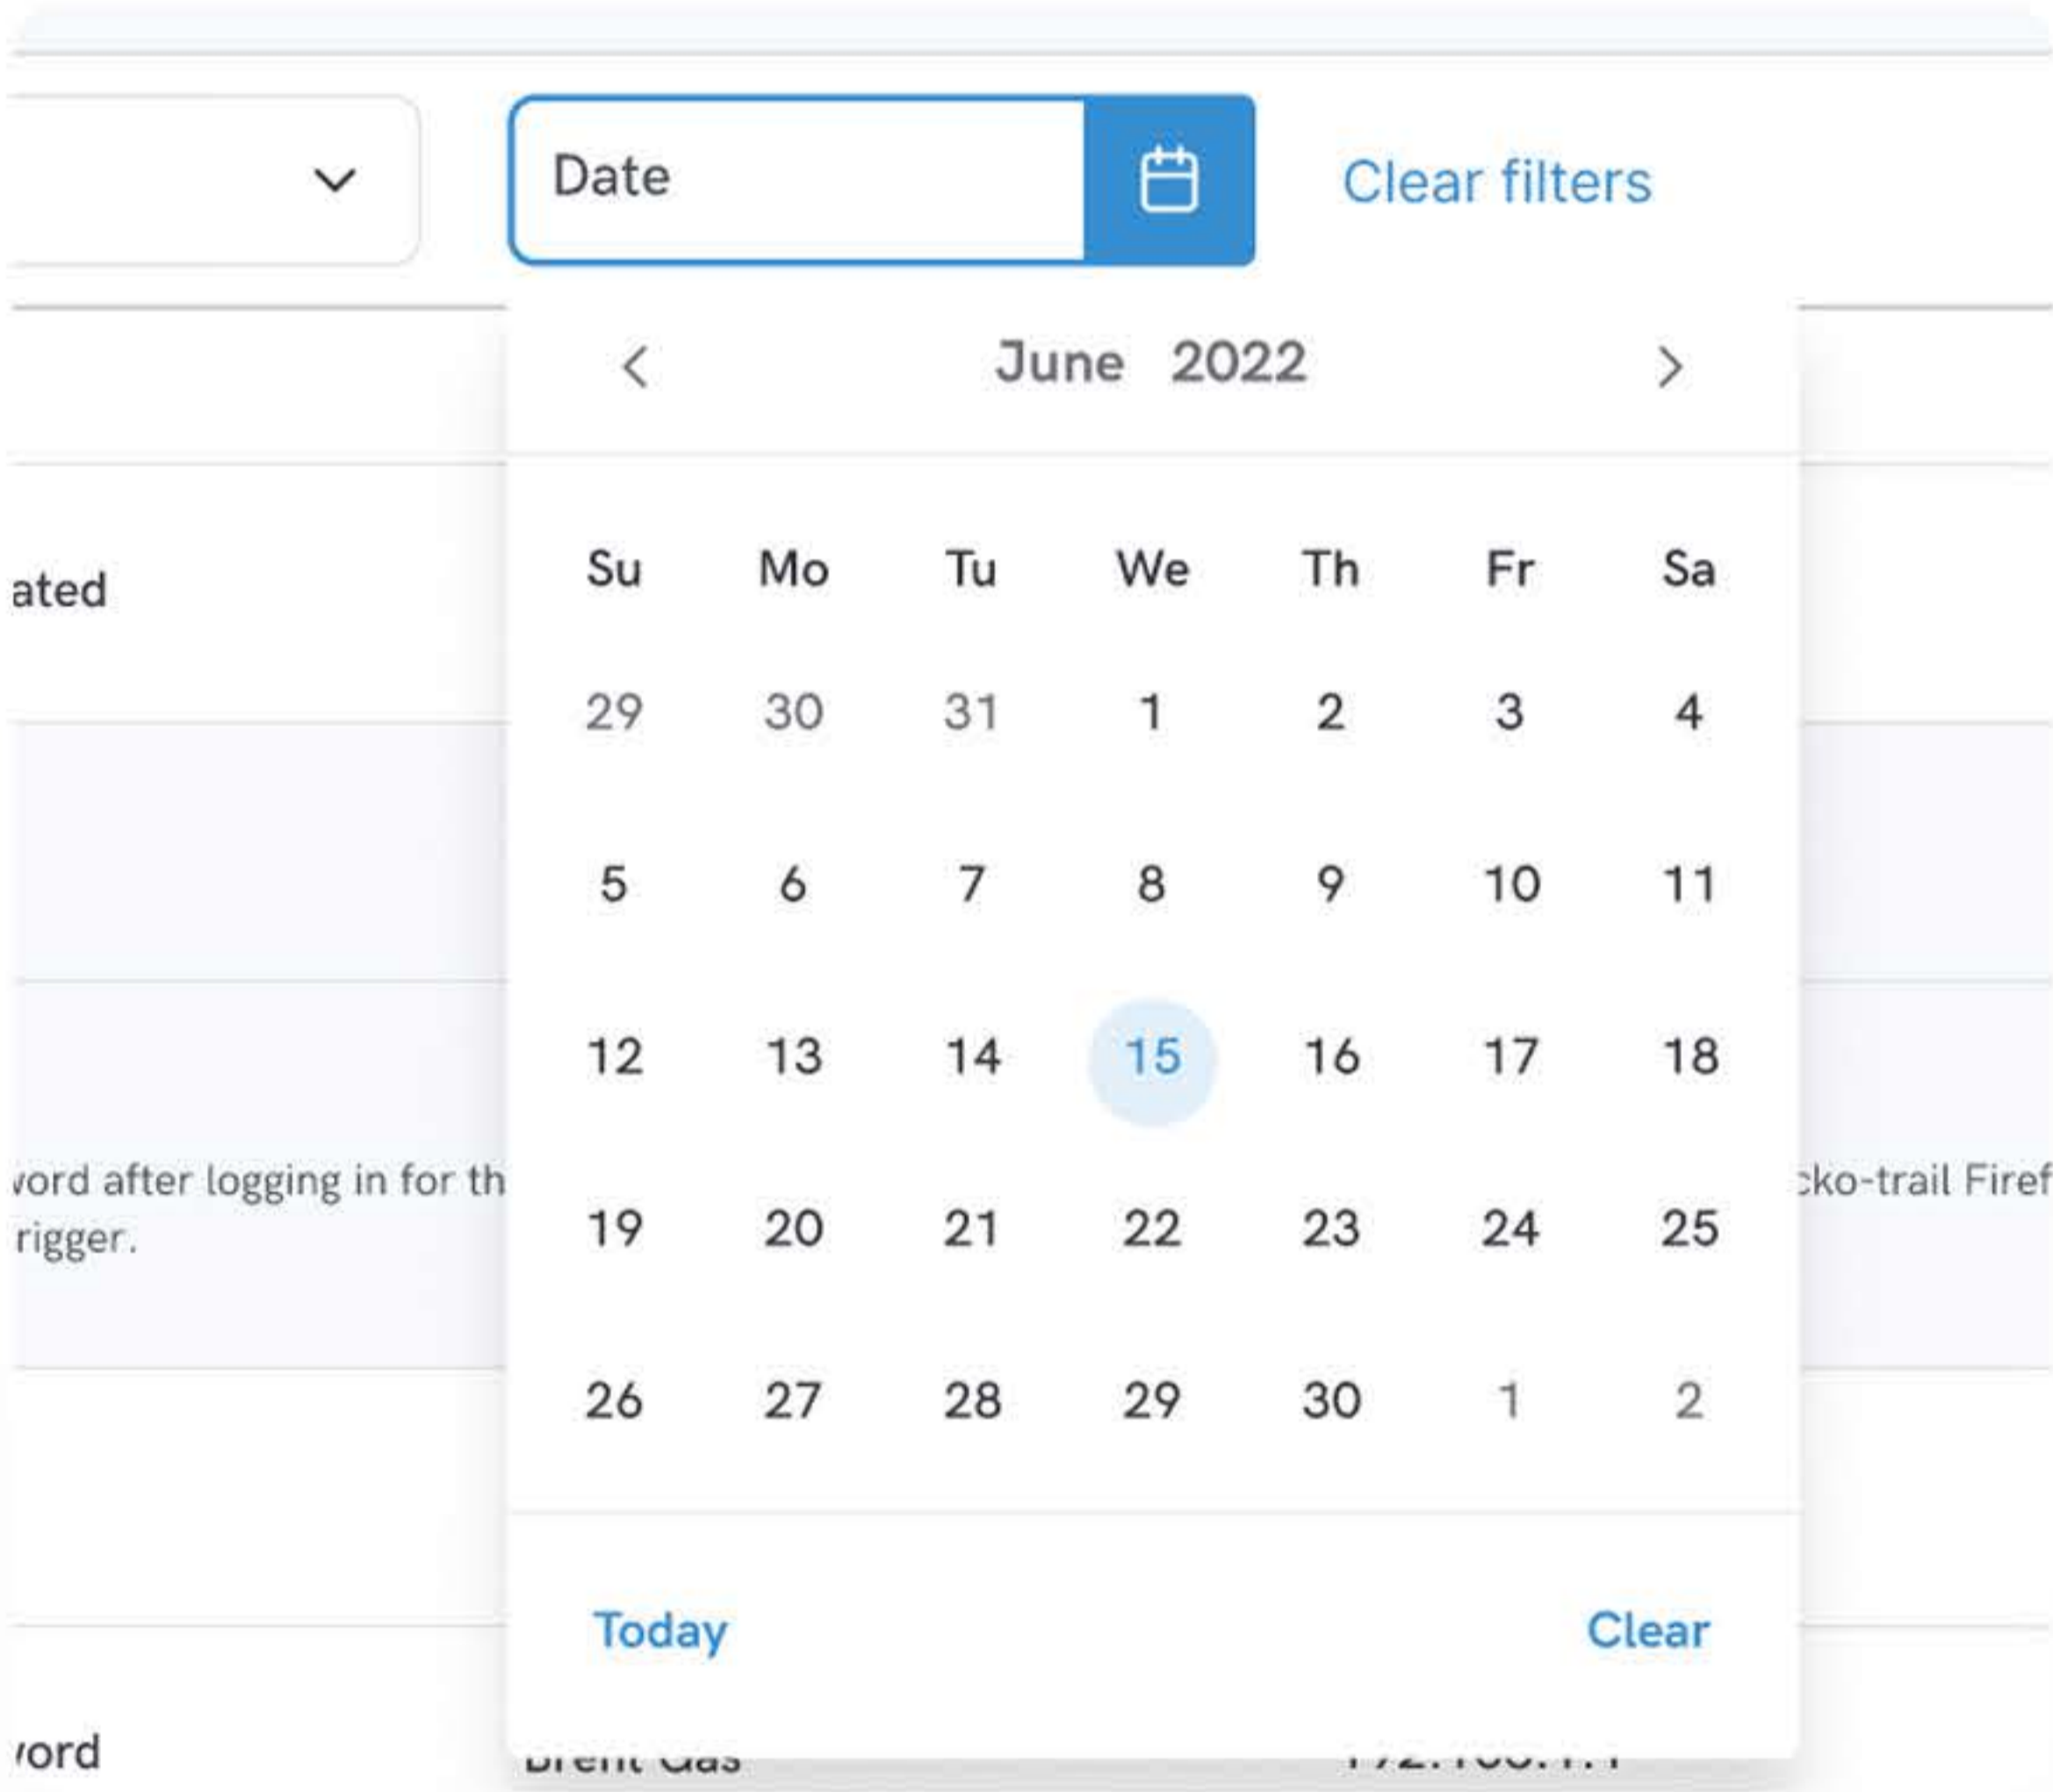 Date
Clear filters
June 2022
Su Mo Tu We Th Fr Sa
29 30 31 1 2 3 4
5 6 7 8 9 10 11
12 13 14 15 16 17 18
19 20 21 22 23 24 25
26 27 28 29 30 1 2
Today Clear
ated
after logging in for th
rigger.
cko-trail Firef
Brent Gas